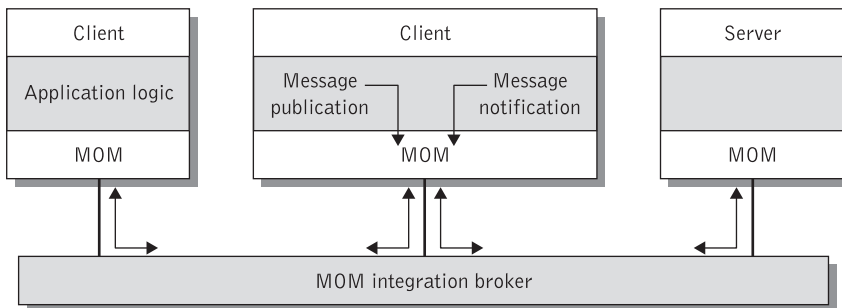 Client
Application logic
MOM
Client
Message
publication
Message
notification
MOM
Server
MOM
MOM integration broker